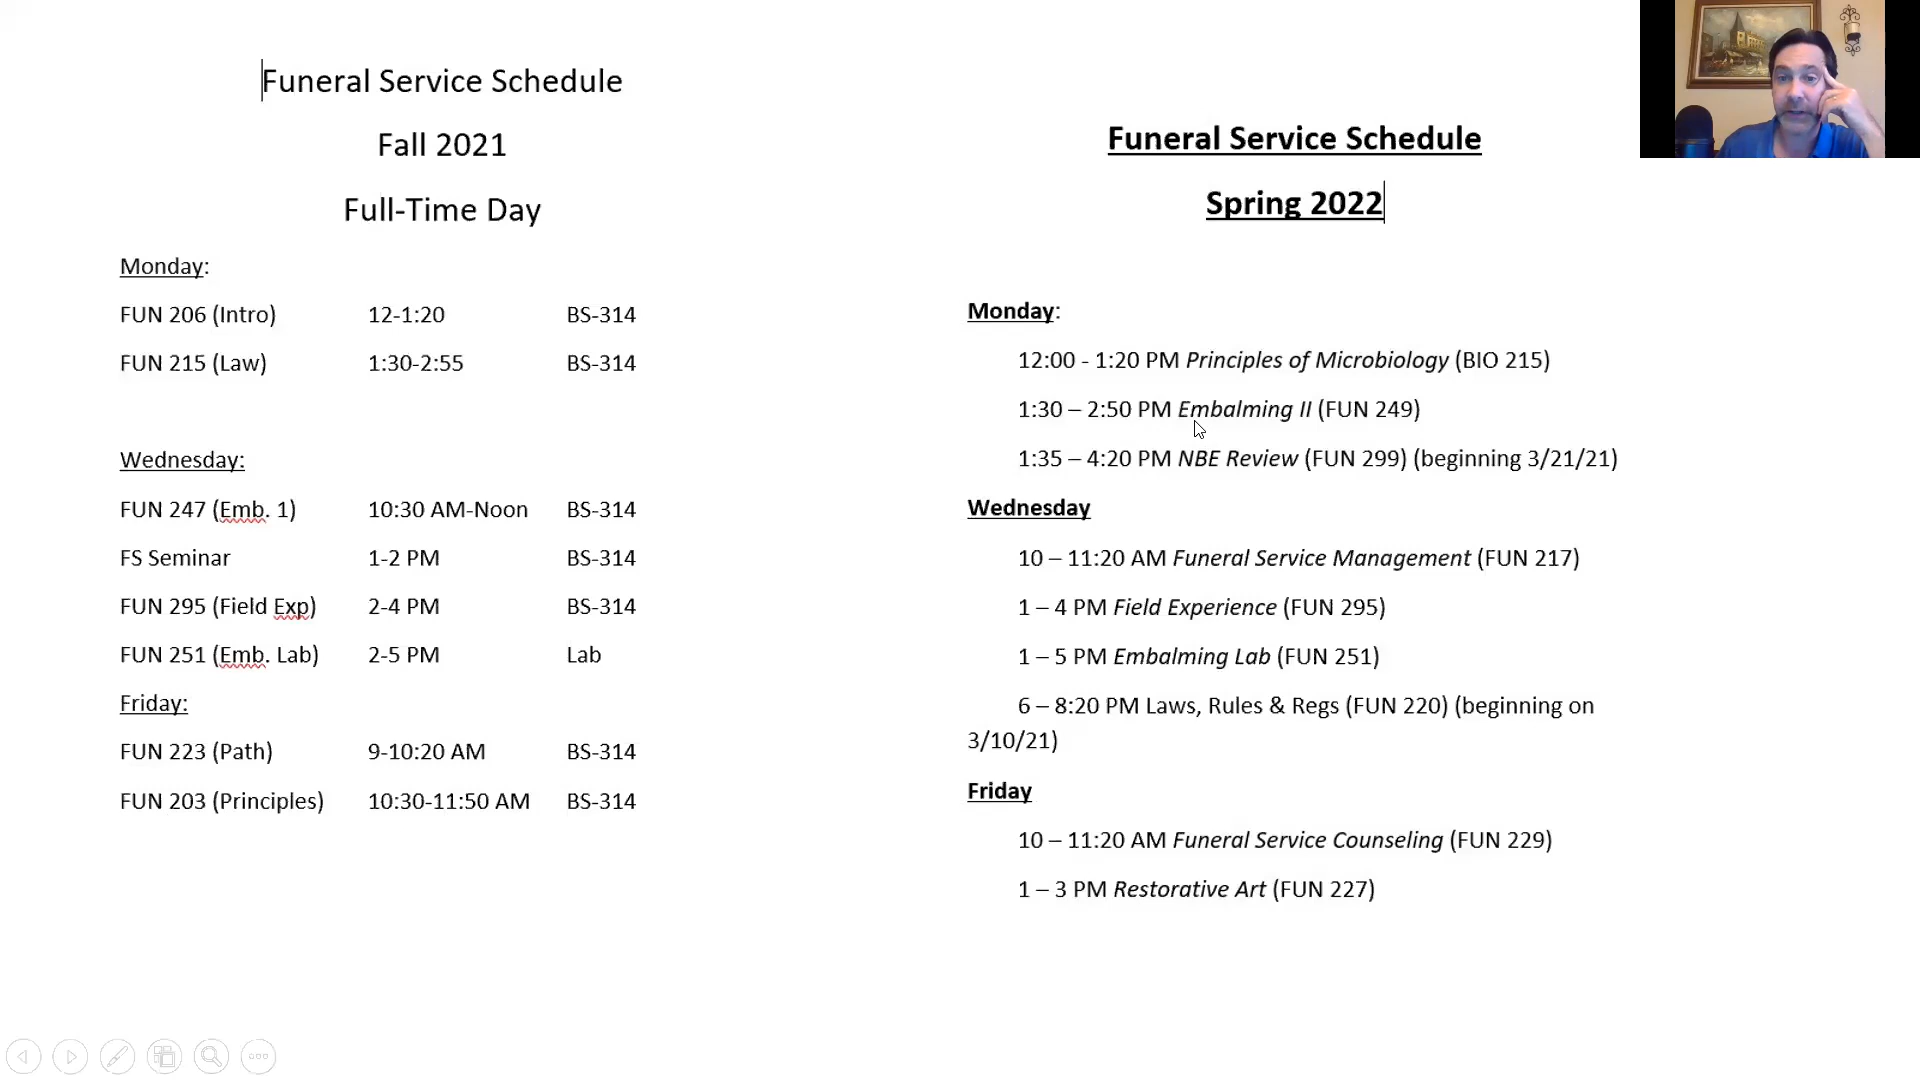 Funeral Service Schedule
Fall 2021
Full-Time Day
Monday:
FUN 206 (Intro) 12-1:20 BS-314
FUN 215 (Law) 1:30-2:55 BS-314
Wednesday:
FUN 247 (Emb. 1) 10:30 AM-Noon BS-314
FS Seminar 1-2 PM BS-314
FUN 295 (Field Exp) 2-4 PM BS-314
FUN 251 (Emb. Lab) 2-5 PM Lab
Friday:
FUN 223 (Path) 9-10:20 AM BS-314
FUN 203 (Principles) 10:30-11:50 AM BS-314
Funeral Service Schedule
Spring 2022
Monday:
12:00 - 1:20 PM Principles of Microbiology (BIO 215)
1:30 – 2:50 PM Embalming II (FUN 249)
1:35 – 4:20 PM NBE Review (FUN 299) (beginning 3/21/21)
Wednesday
10 – 11:20 AM Funeral Service Management (FUN 217)
1 – 4 PM Field Experience (FUN 295)
1 – 5 PM Embalming Lab (FUN 251)
6 – 8:20 PM Laws, Rules & Regs (FUN 220) (beginning on
3/10/21)
Friday
10 – 11:20 AM Funeral Service Counseling (FUN 229)
1 – 3 PM Restorative Art (FUN 227)